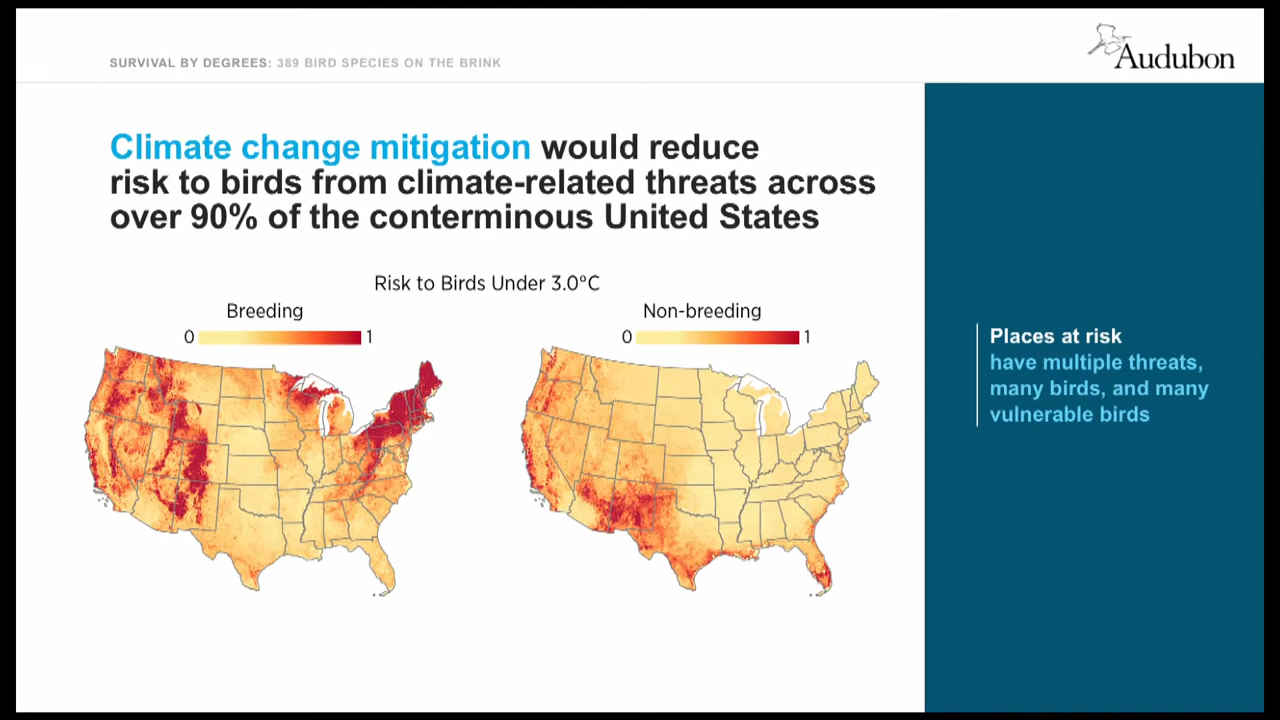 SURVIVAL BY DEGREES: 389 BIRD SPECIES ON THE BRINK
Audubon
Climate change mitigation would reduce
risk to birds from climate-related threats across
over 90% of the conterminous United States
Risk to Birds Under 3.0°C
Breeding
0 1
Non-breeding
0 1
Places at risk
have multiple threats,
many birds, and many
vulnerable birds